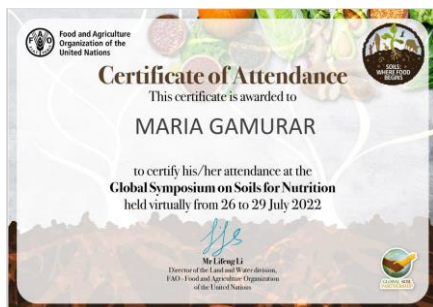 Food and Agriculture
Organization of the
United Nations
SOILS:
WHERE FOOD
BEGINS
Certificate of Attendance
This certificate is awarded to
MARIA GAMURAR
to certify his/her attendance at the
Global Symposium on Soils for Nutrition
held virtually from 26 to 29 July 2022
Mr Lifeng Li
Director of the Land and Water division,
FAO - Food and Agriculture Organization
of the United Nations
GLOBAL SOIL
PARTNERSHIP